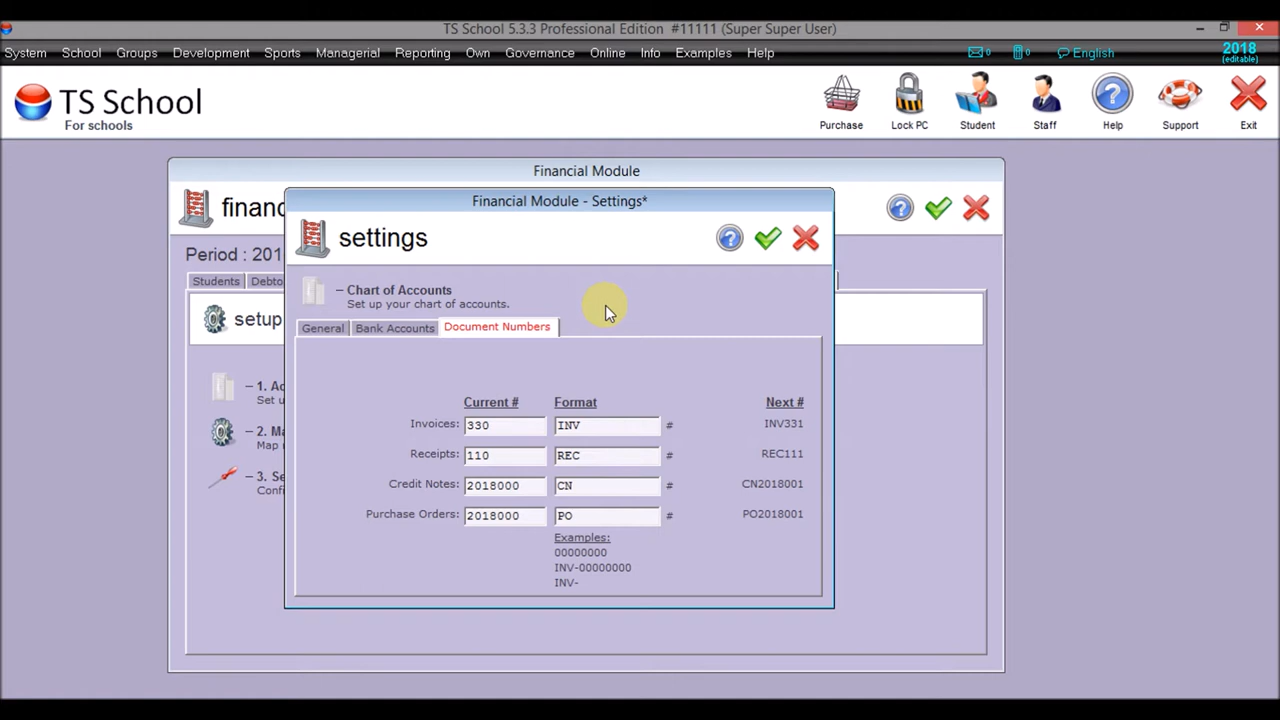 TS School 5.3.3 Professional Edition #11111 (Super Super User)
System School Groups Development Sports Managerial Reporting Own Governance Online Info Examples Help 0 0 English 2018
(editable)
TS School
For schools
Purchase Lock PC Student Staff Help Support Exit
Financial Module
financ
Financial Module - Settings*
settings
Period : 201
Students Debto
setup
– Chart of Accounts
Set up your chart of accounts.
General Bank Accounts Document Numbers
– 1. Ac
Set u
– 2. Ma
Map
– 3. Se
Confi
Current # Format Next #
Invoices: 330 INV # INV331
Receipts: 110 REC # REC111
Credit Notes: 2018000 CN # CN2018001
Purchase Orders: 2018000 PO # PO2018001
Examples:
00000000
INV-00000000
INV-